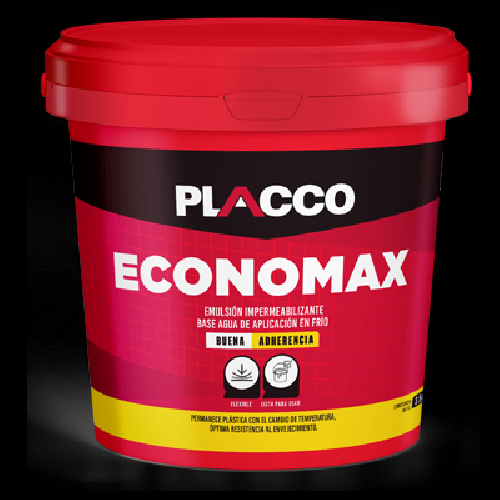 PLACCO
ECONOMAX
EMULSIÓN IMPERMEABILIZANTE
BASE AGUA DE APLICACIÓN EN FRÍO
BUENA ADHERENCIA
FLEXIBLE LISTO PARA USAR
PERMANECE PLÁSTICA CON EL CAMBIO DE TEMPERATURA,
ÓPTIMA RESISTENCIA AL ENVEJECIMIENTO.